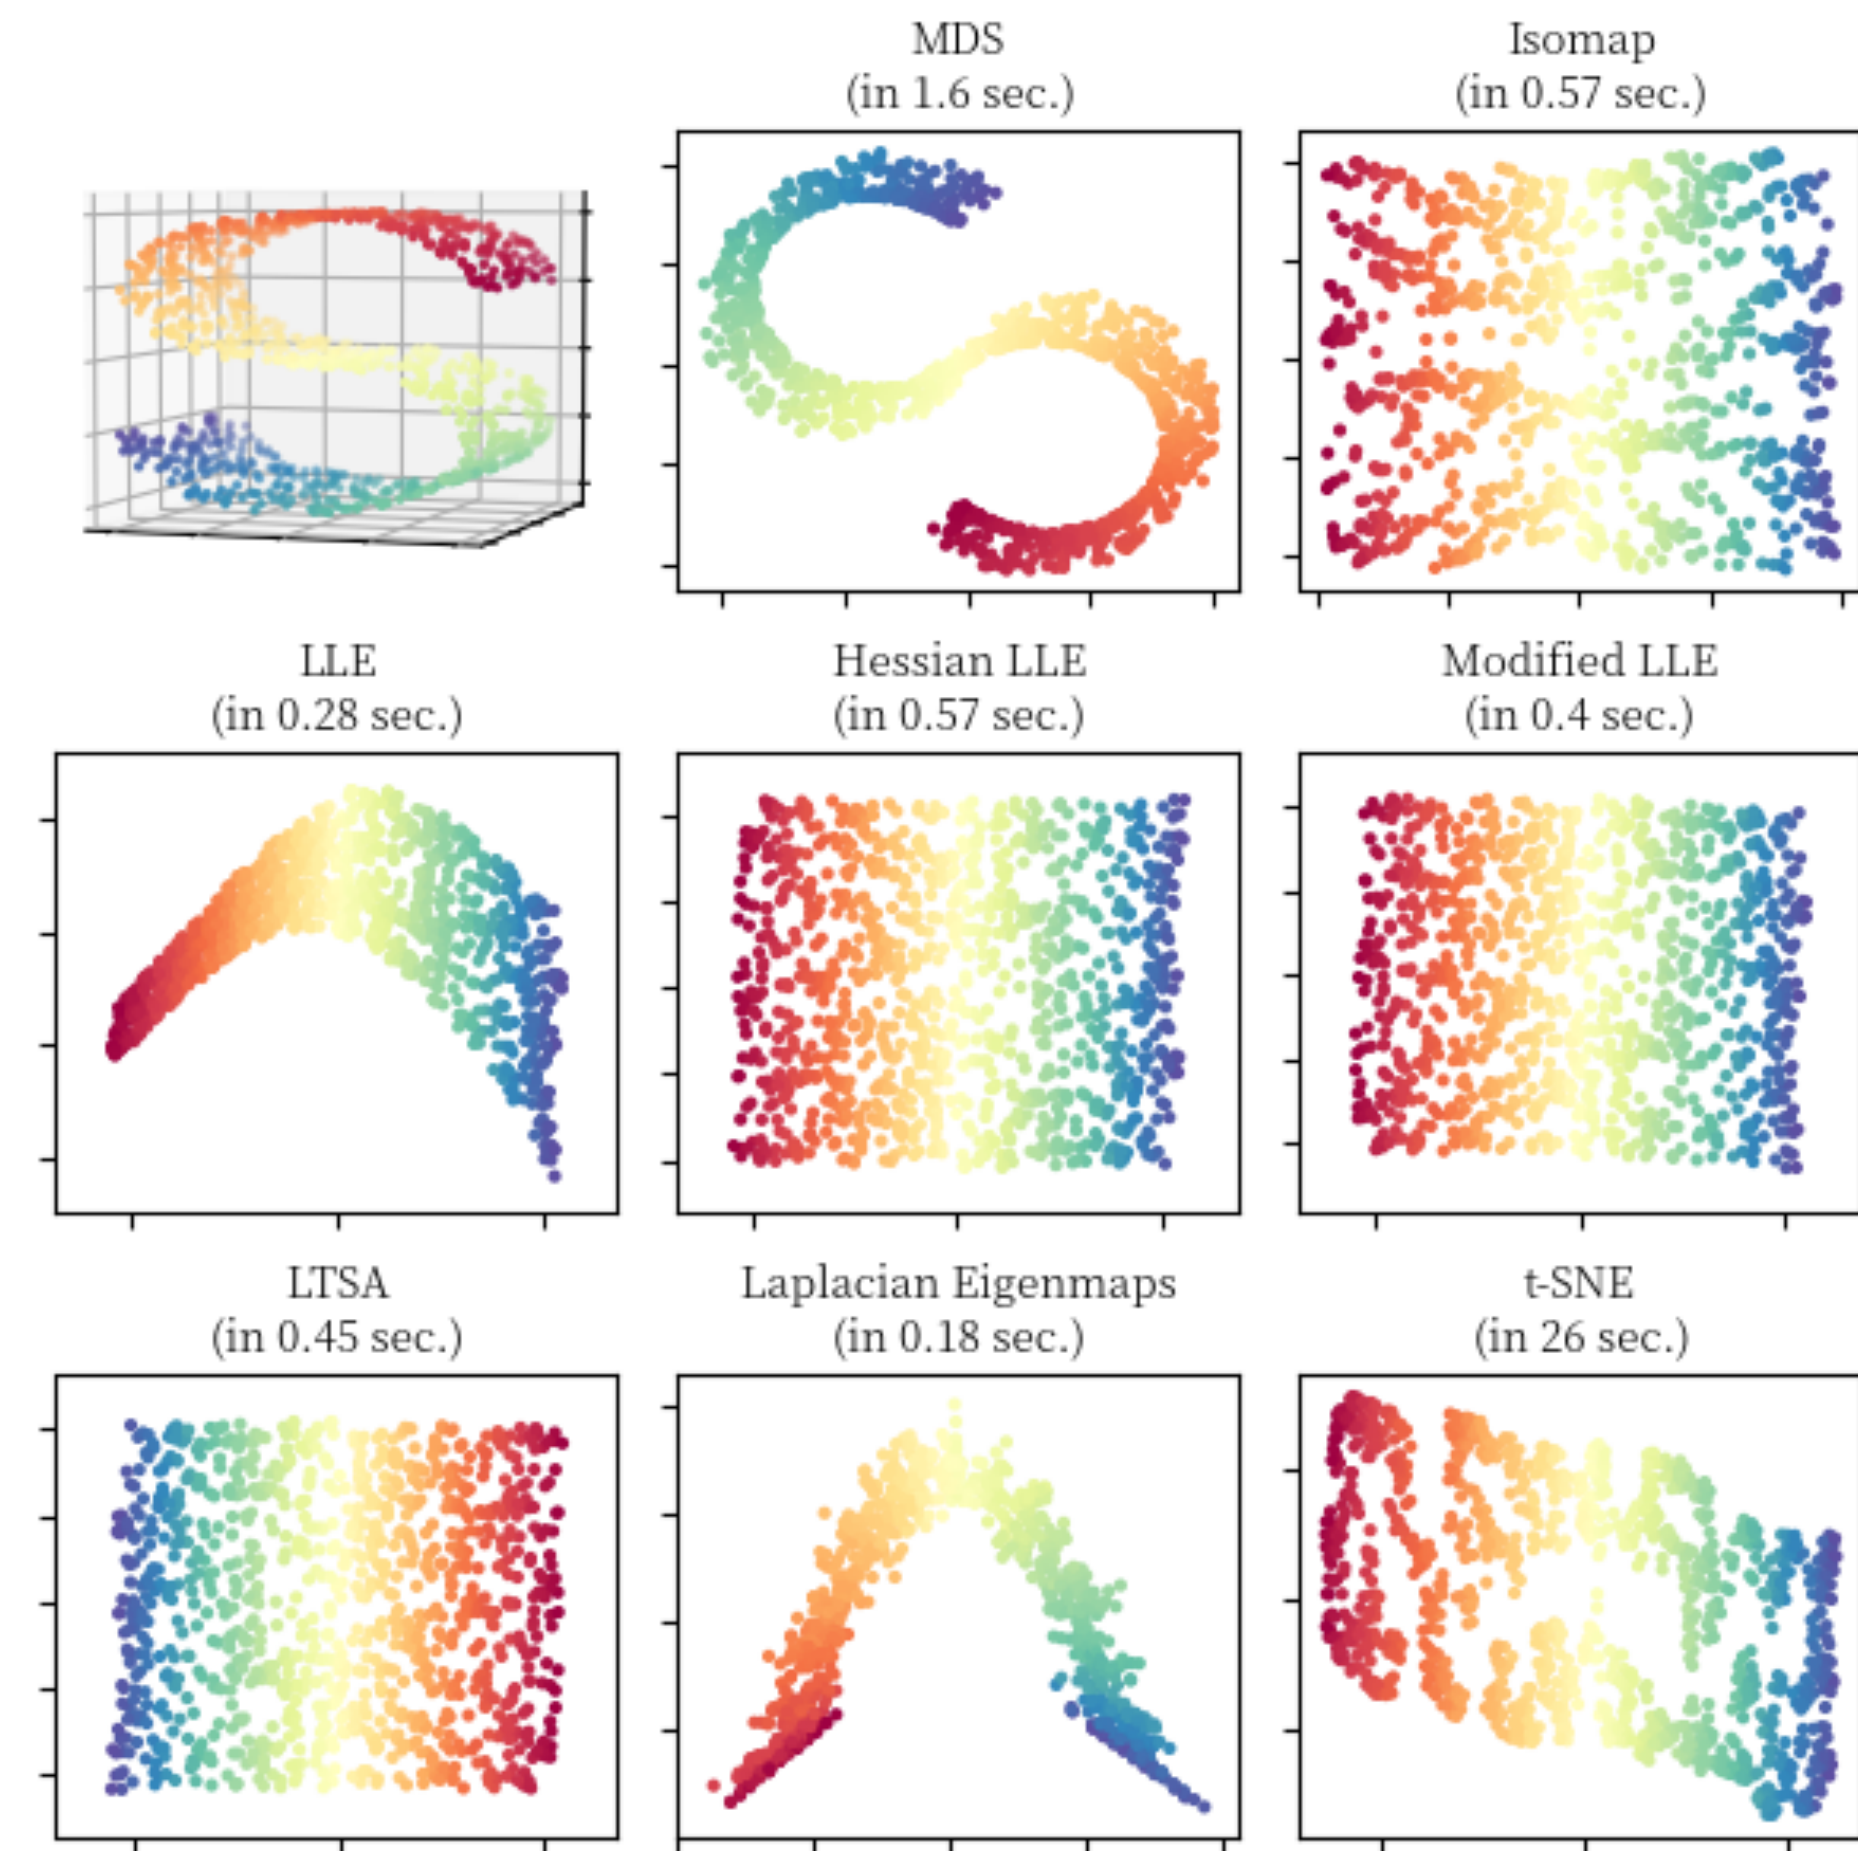 MDS
(in 1.6 sec.)
Isomap
(in 0.57 sec.)
LLE
(in 0.28 sec.)
Hessian LLE
(in 0.57 sec.)
Modified LLE
(in 0.4 sec.)
LTSA
(in 0.45 sec.)
Laplacian Eigenmaps
(in 0.18 sec.)
t-SNE
(in 26 sec.)